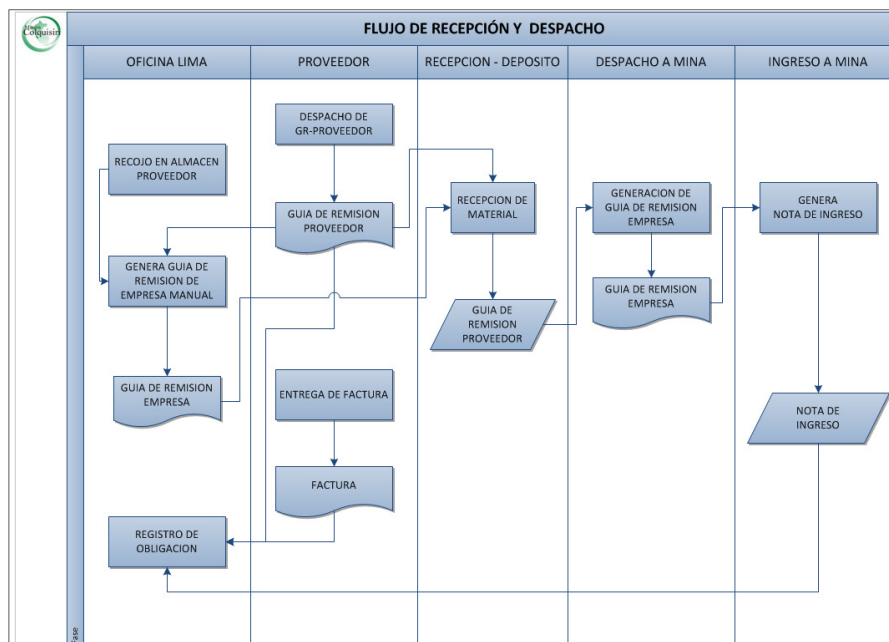 Minera
Colquisiri
FLUJO DE RECEPCIÓN Y DESPACHO
OFICINA LIMA
PROVEEDOR
RECEPCION - DEPOSITO
DESPACHO A MINA
INGRESO A MINA
DESPACHO DE
GR-PROVEEDOR
RECOJO EN ALMACEN
PROVEEDOR
GUIA DE REMISION
PROVEEDOR
RECEPCION DE
MATERIAL
GENERACION DE
GUIA DE REMISION
EMPRESA
GENERA
NOTA DE INGRESO
GENERA GUIA DE
REMISION DE
EMPRESA MANUAL
GUIA DE
REMISION
PROVEEDOR
GUIA DE REMISION
EMPRESA
GUIA DE REMISION
EMPRESA
ENTREGA DE FACTURA
NOTA DE
INGRESO
FACTURA
REGISTRO DE
OBLIGACION
Fase